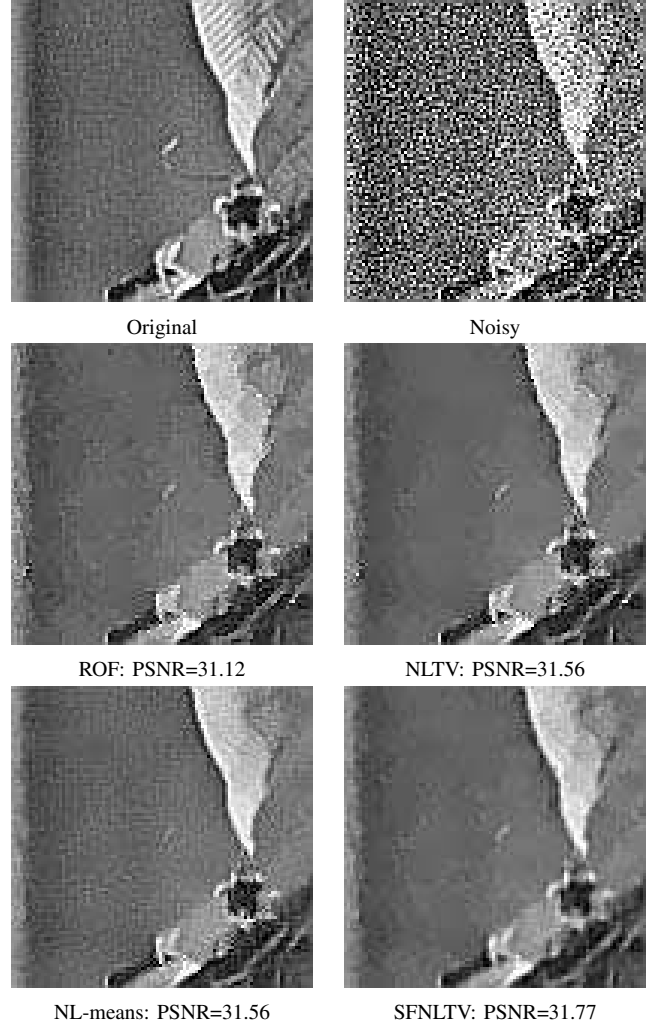 Original
Noisy
ROF: PSNR=31.12
NLTV: PSNR=31.56
NL-means: PSNR=31.56
SFNLTV: PSNR=31.77